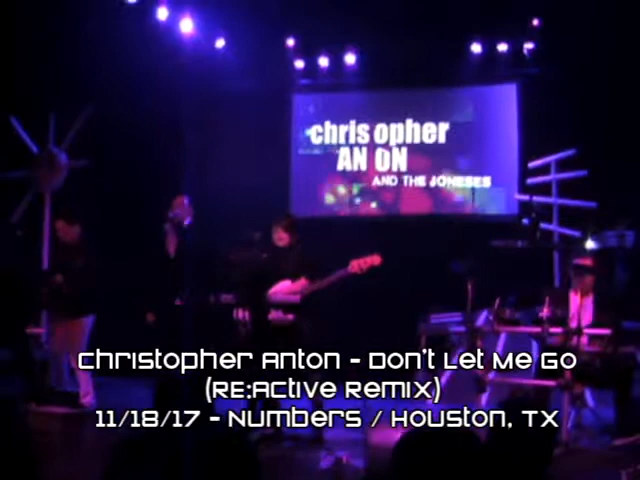 chris opher
AN ON
AND THE JONESES
Christopher Anton - Don't Let Me Go
(RE:Active Remix)
11/18/17 - Numbers / Houston, TX